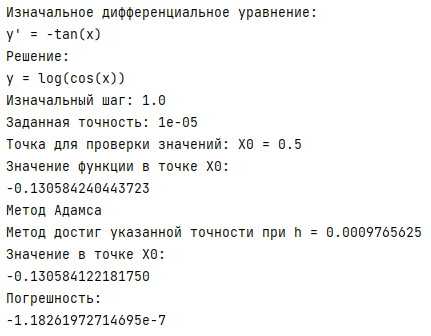 Изначальное дифференциальное уравнение:
y' = -tan(x)
Решение:
y = log(cos(x))
Изначальный шаг: 1.0
Заданная точность: 1e-05
Точка для проверки значений: X0 = 0.5
Значение функции в точке X0:
-0.130584240443723
Метод Адамса
Метод достиг указанной точности при h = 0.0009765625
Значение в точке X0:
-0.130584122181750
Погрешность:
-1.18261972714695e-7